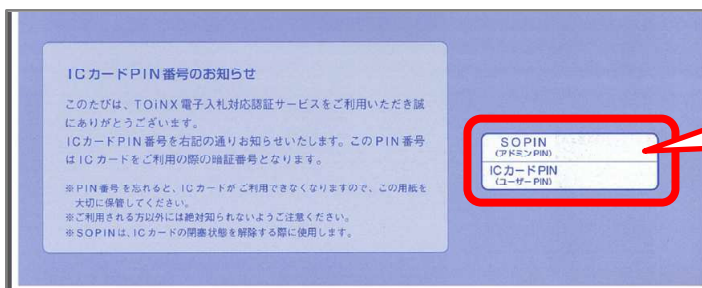 ICカードPIN番号のお知らせ
このたびは、TOiNX電子入札対応認証サービスをご利用いただき誠
にありがとうございます。
ICカードPIN番号を右記の通りお知らせいたします。このPIN番号
はICカードをご利用の際の暗証番号となります。
※PIN番号を忘れると、ICカードがご利用できなくなりますので、この用紙を
大切に保管してください。
※ご利用される方以外には絶対知られないようご注意ください。
※SOPINは、ICカードの閉塞状態を解除する際に使用します。
SOPIN
(アドミンPIN)
ICカードPIN
(ユーザーPIN)